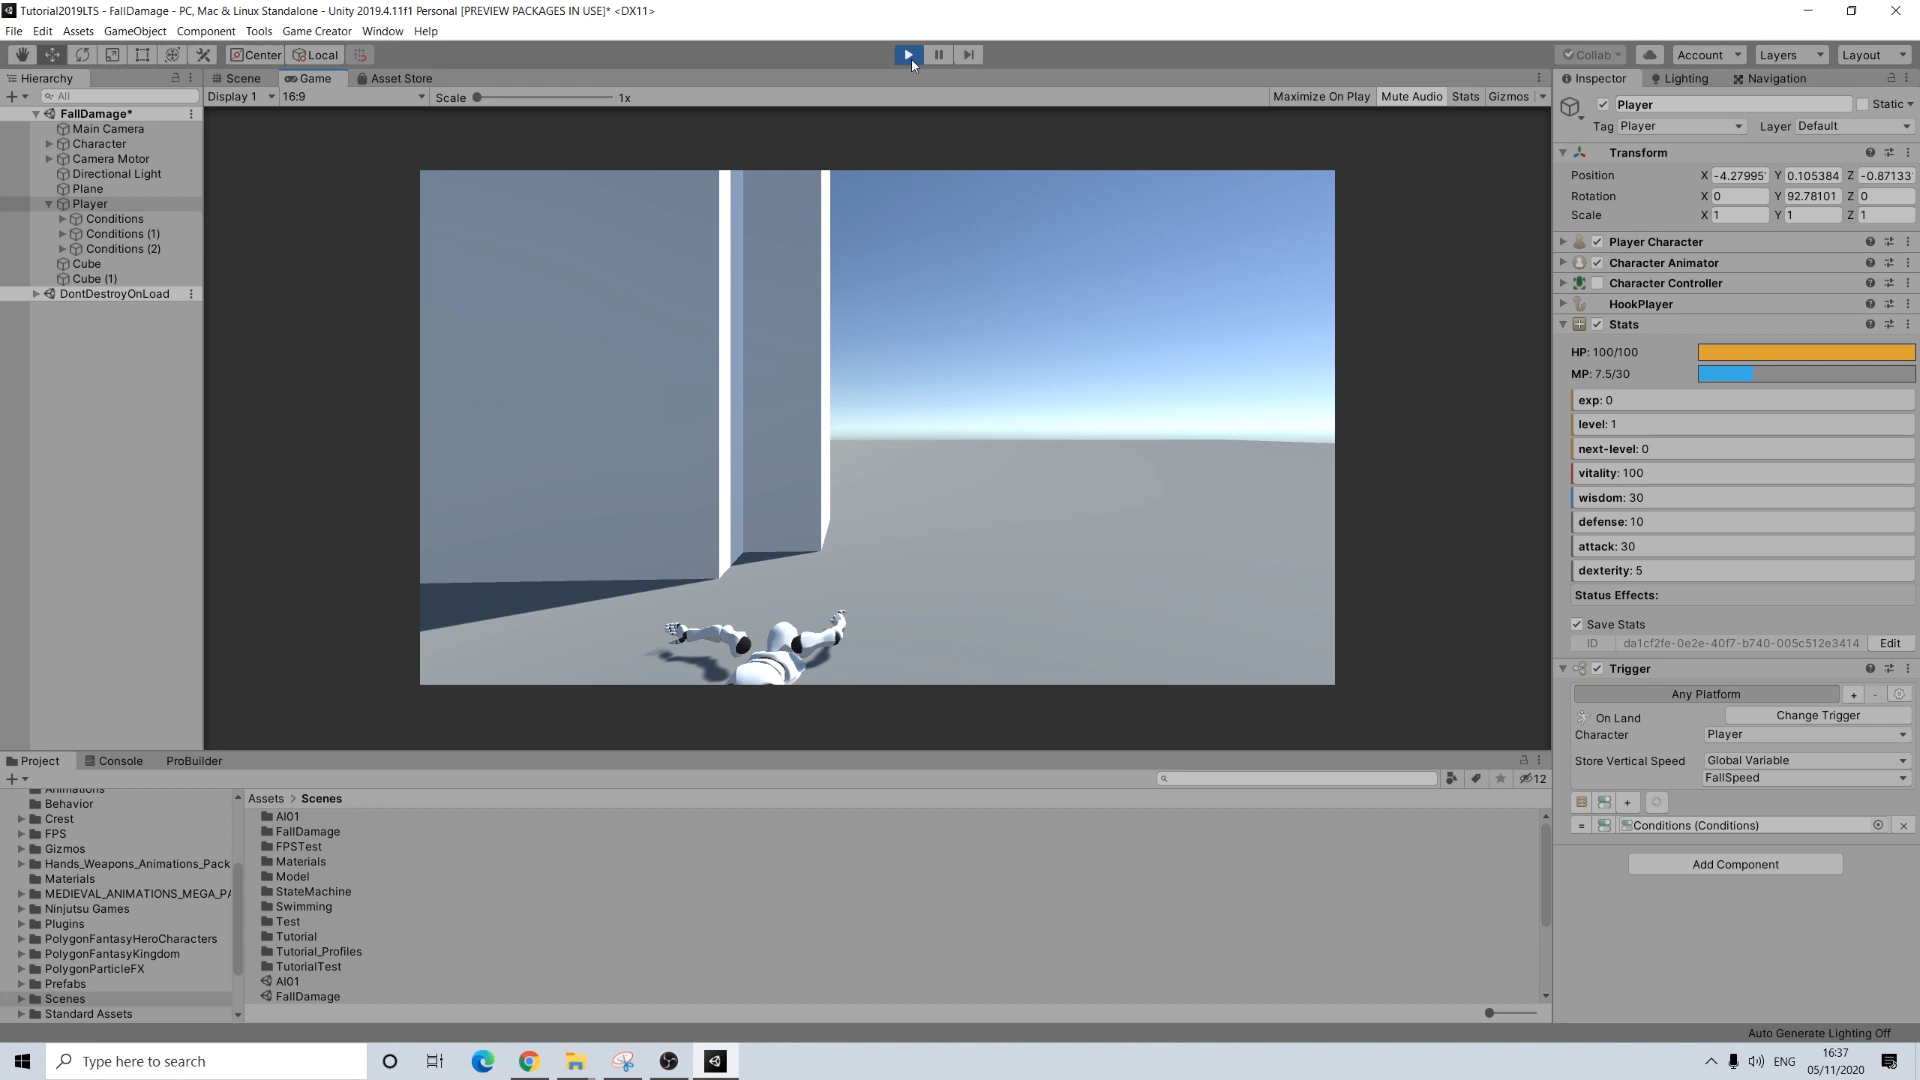 Tutorial2019LTS - FallDamage - PC, Mac & Linux Standalone - Unity 2019.4.11f1 Personal [PREVIEW PACKAGES IN USE]* <DX11>
File Edit Assets GameObject Component Tools Game Creator Window Help
Center Local Collab Account Layers Layout
Hierarchy
All
FallDamage*
Main Camera
Character
Camera Motor
Directional Light
Plane
Player
Conditions
Conditions (1)
Conditions (2)
Cube
Cube (1)
DontDestroyOnLoad
Scene Game Asset Store
Display 1 16:9 Scale 1x Maximize On Play Mute Audio Stats Gizmos
Inspector Lighting Navigation
Player Static
Tag Player Layer Default
Transform
Position X -4.27995 Y 0.105384 Z -0.87133
Rotation X 0 Y 92.78101 Z 0
Scale X 1 Y 1 Z 1
Player Character
Character Animator
Character Controller
HookPlayer
Stats
HP: 100/100
MP: 7.5/30
exp: 0
level: 1
next-level: 0
vitality: 100
wisdom: 30
defense: 10
attack: 30
dexterity: 5
Status Effects:
Save Stats
ID da1cf2fe-0e2e-40f7-b740-005c512e3414 Edit
Trigger
Any Platform + -
On Land Change Trigger
Character Player
Store Vertical Speed Global Variable
FallSpeed
Conditions (Conditions)
Add Component
Project Console ProBuilder
12
Animations
Behavior
Crest
FPS
Gizmos
Hands_Weapons_Animations_Pack
Materials
MEDIEVAL_ANIMATIONS_MEGA_PA
Ninjutsu Games
Plugins
PolygonFantasyHeroCharacters
PolygonFantasyKingdom
PolygonParticleFX
Prefabs
Scenes
Standard Assets
Assets > Scenes
AI01
FallDamage
FPSTest
Materials
Model
StateMachine
Swimming
Test
Tutorial
Tutorial_Profiles
TutorialTest
AI01
FallDamage
Auto Generate Lighting Off
Type here to search
ENG
16:37
05/11/2020